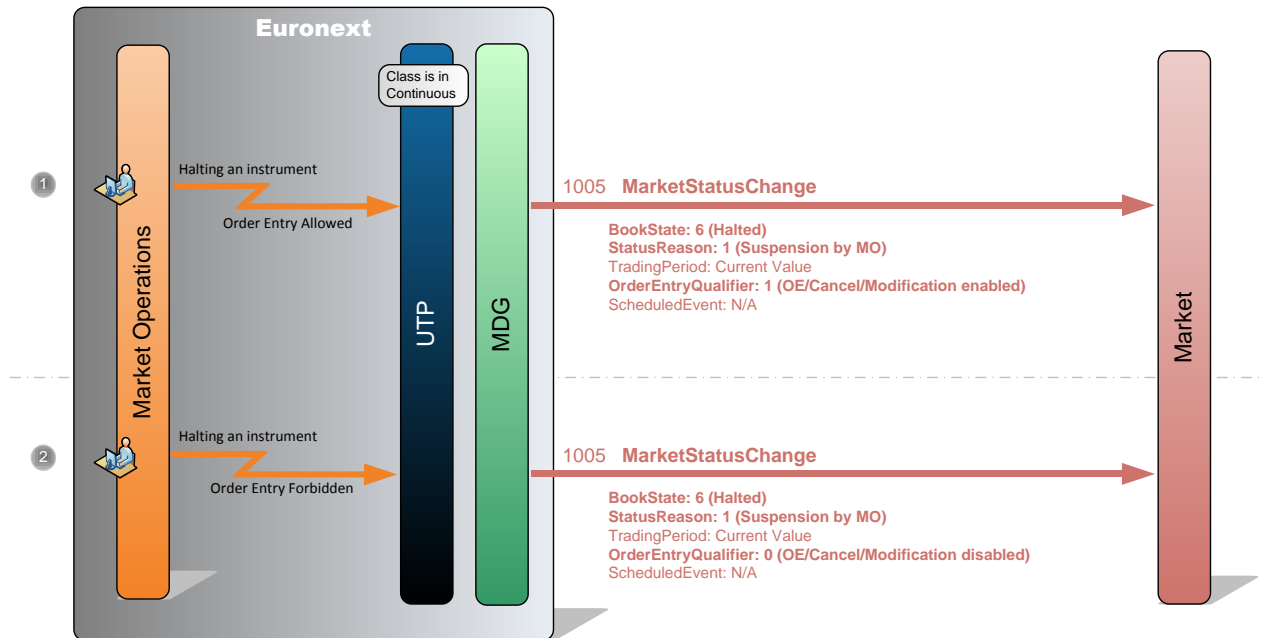 Euronext
Class is in
Continuous
Market Operations
UTP
MDG
Market
1
Halting an instrument
Order Entry Allowed
1005 MarketStatusChange
BookState: 6 (Halted)
StatusReason: 1 (Suspension by MO)
TradingPeriod: Current Value
OrderEntryQualifier: 1 (OE/Cancel/Modification enabled)
ScheduledEvent: N/A
2
Halting an instrument
Order Entry Forbidden
1005 MarketStatusChange
BookState: 6 (Halted)
StatusReason: 1 (Suspension by MO)
TradingPeriod: Current Value
OrderEntryQualifier: 0 (OE/Cancel/Modification disabled)
ScheduledEvent: N/A